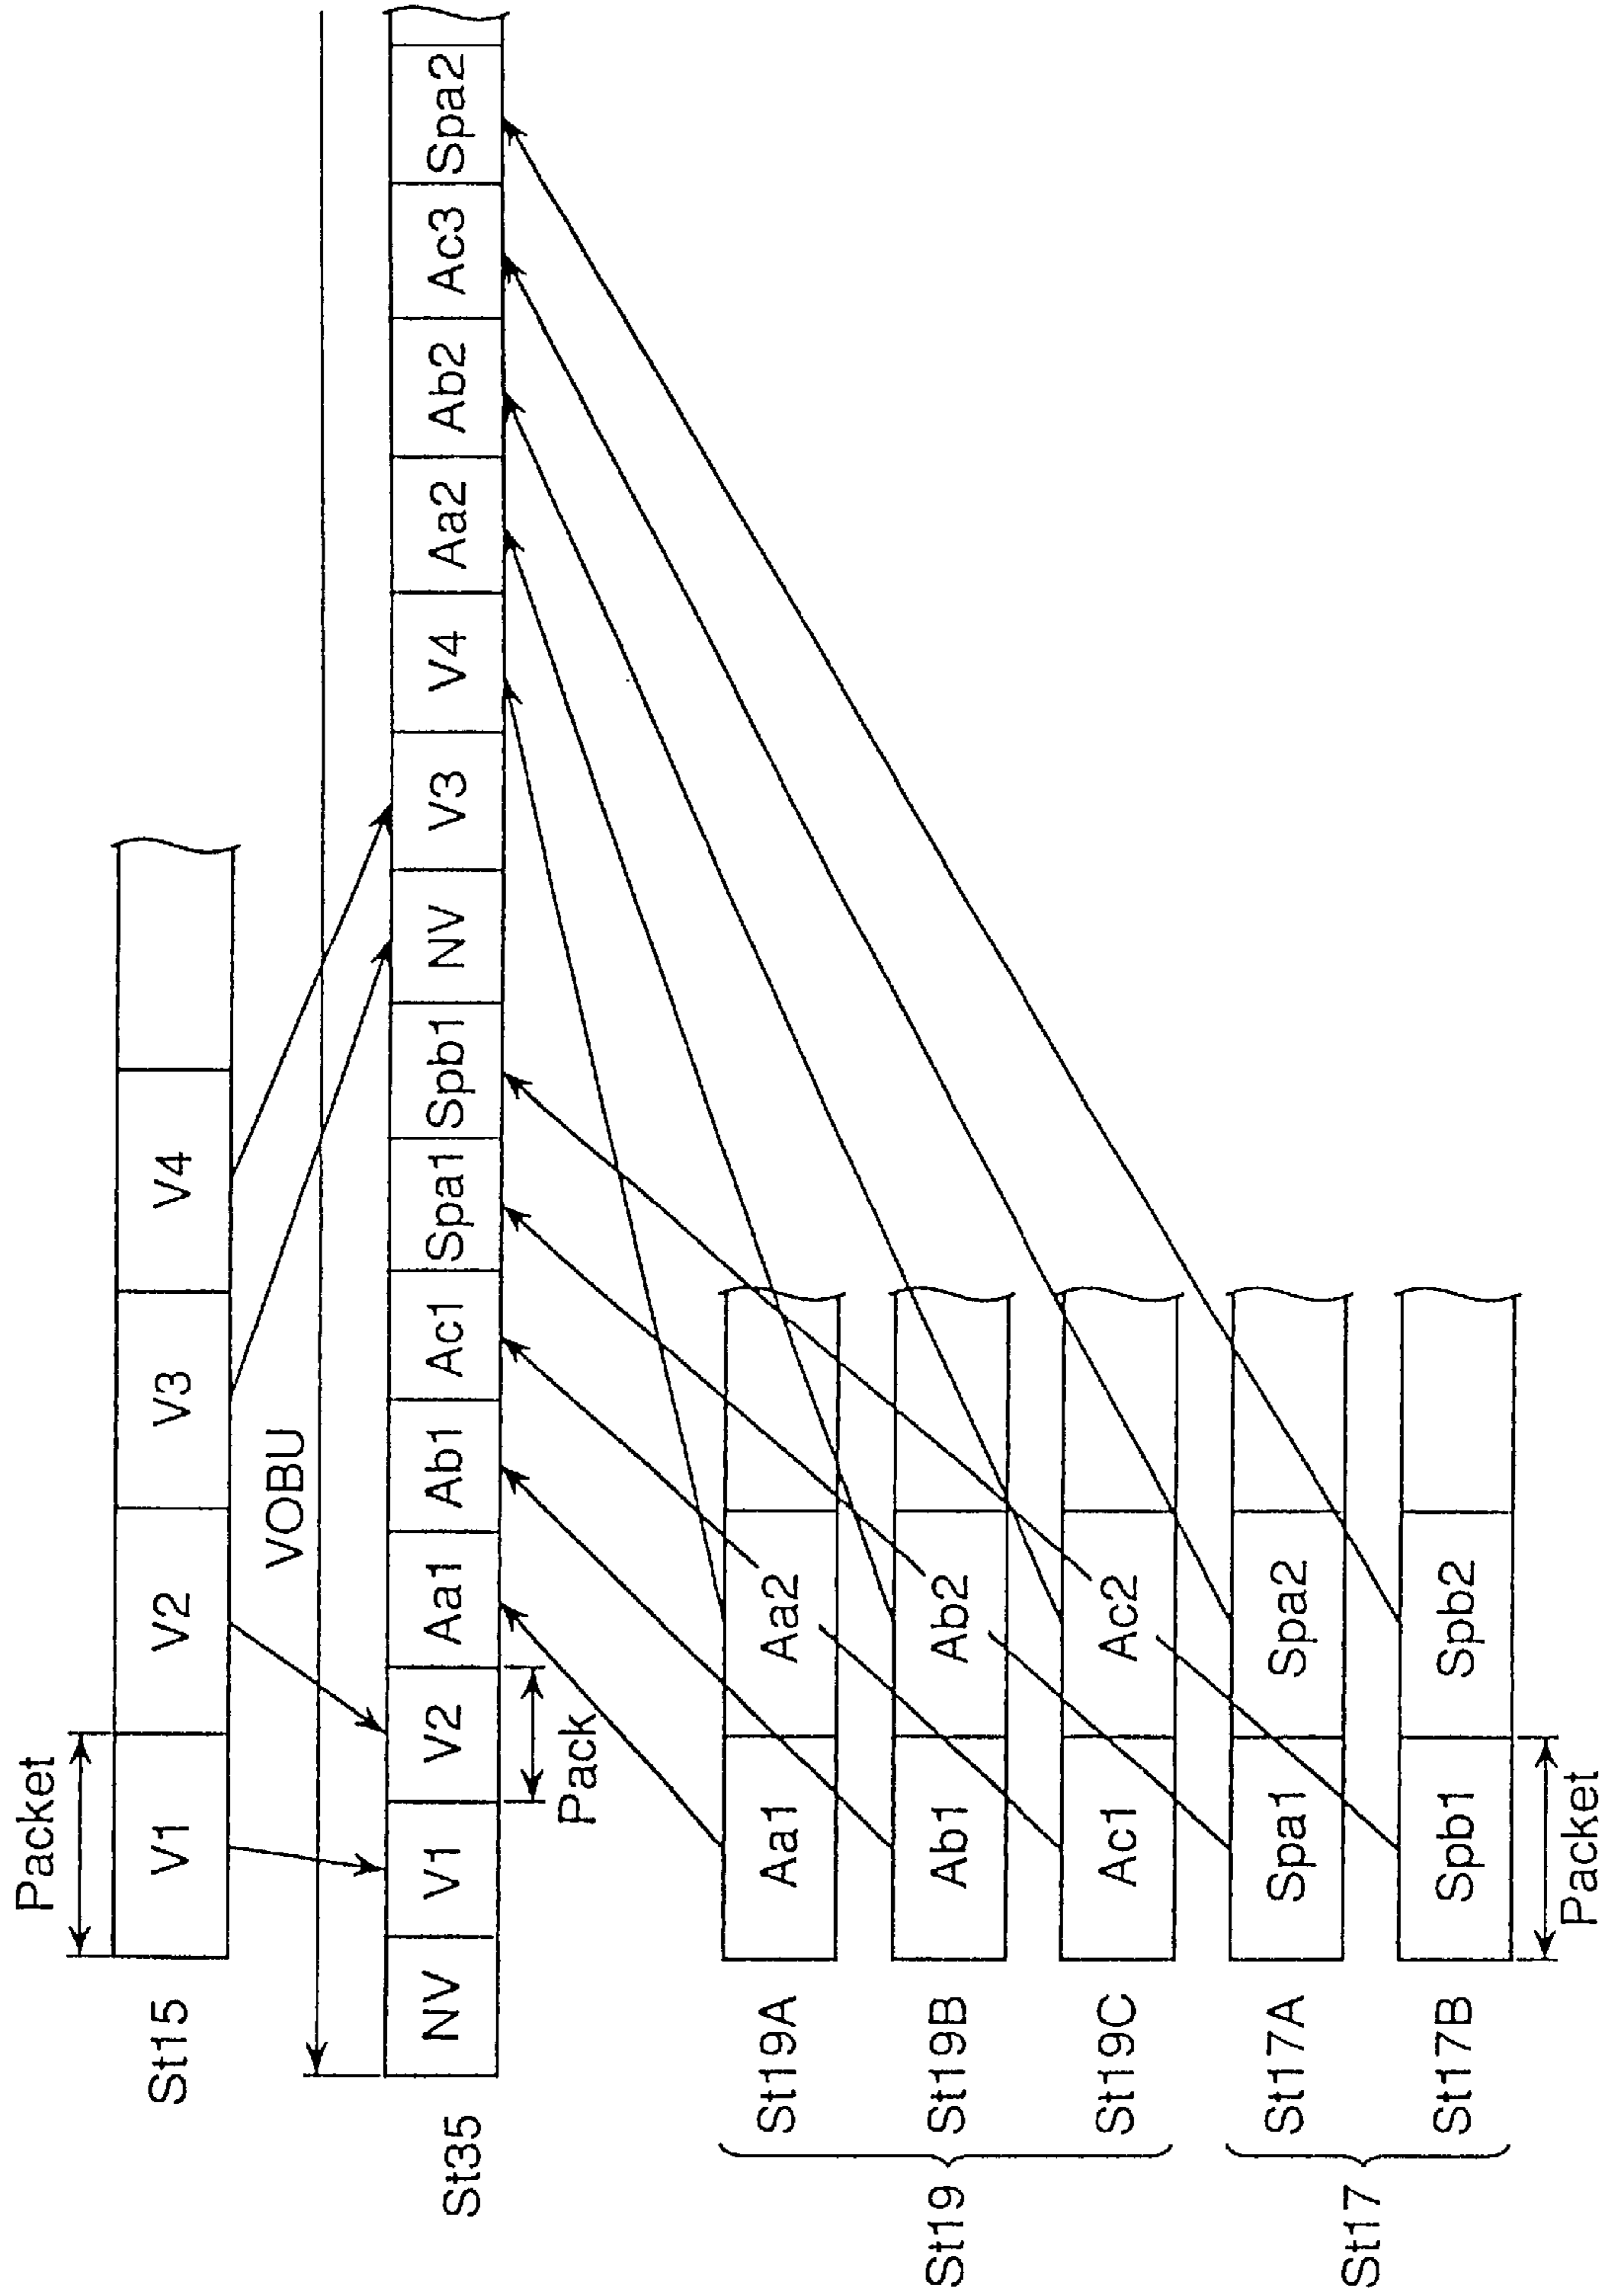 Packet
St15 V1 V2 V3 V4
VOBU
St35 NV V1 V2 Aa1 Ab1 Ac1 Spa1 Spb1 NV V3 V4 Aa2 Ab2 Ac3 Spa2
Pack
St19
St19A Aa1 Aa2
St19B Ab1 Ab2
St19C Ac1 Ac2
St17
St17A Spa1 Spa2
St17B Spb1 Spb2
Packet